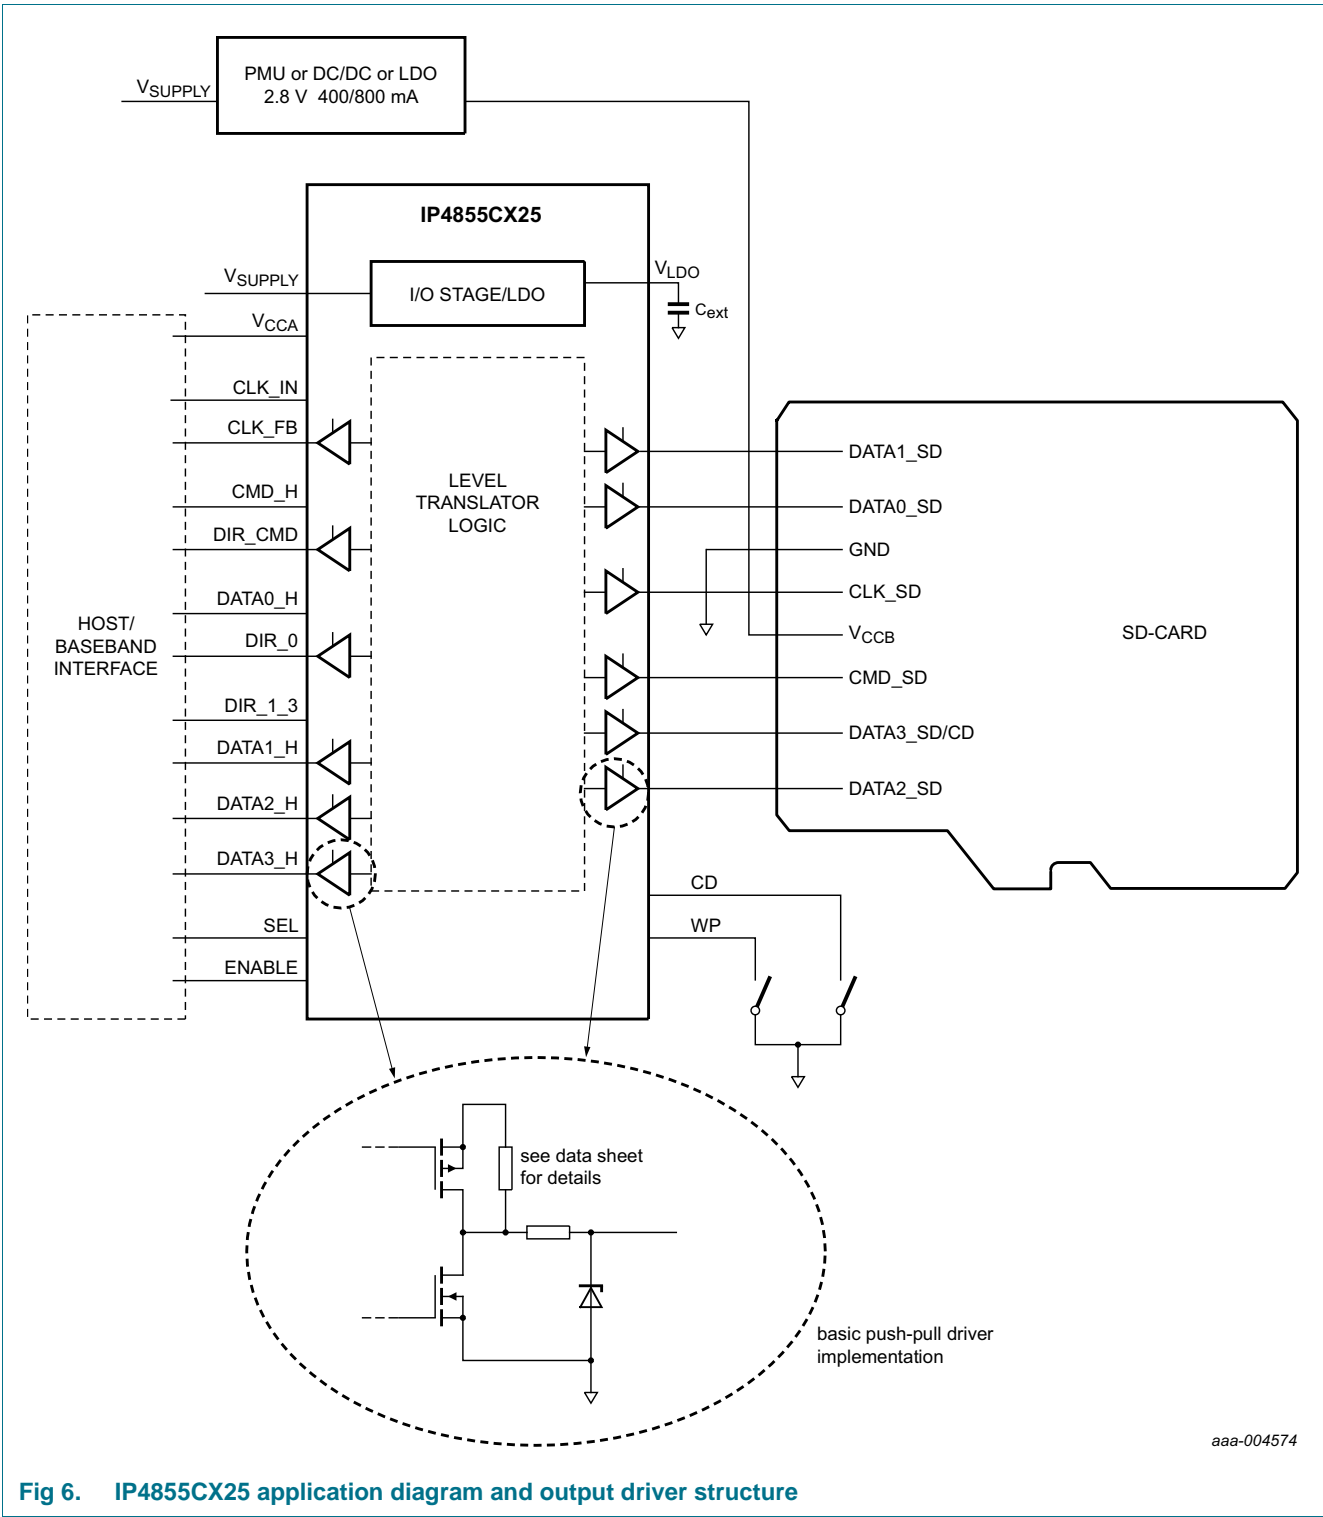 PMU or DC/DC or LDO
2.8 V 400/800 mA
VSUPPLY
IP4855CX25
VSUPPLY
I/O STAGE/LDO
VLDO
Cext
VCCA
CLK_IN
CLK_FB
CMD_H
DIR_CMD
DATA0_H
DIR_0
DIR_1_3
DATA1_H
DATA2_H
DATA3_H
SEL
ENABLE
HOST/
BASEBAND
INTERFACE
LEVEL
TRANSLATOR
LOGIC
DATA1_SD
DATA0_SD
GND
CLK_SD
VCCB
CMD_SD
DATA3_SD/CD
DATA2_SD
SD-CARD
CD
WP
see data sheet
for details
basic push-pull driver
implementation
aaa-004574
Fig 6. IP4855CX25 application diagram and output driver structure